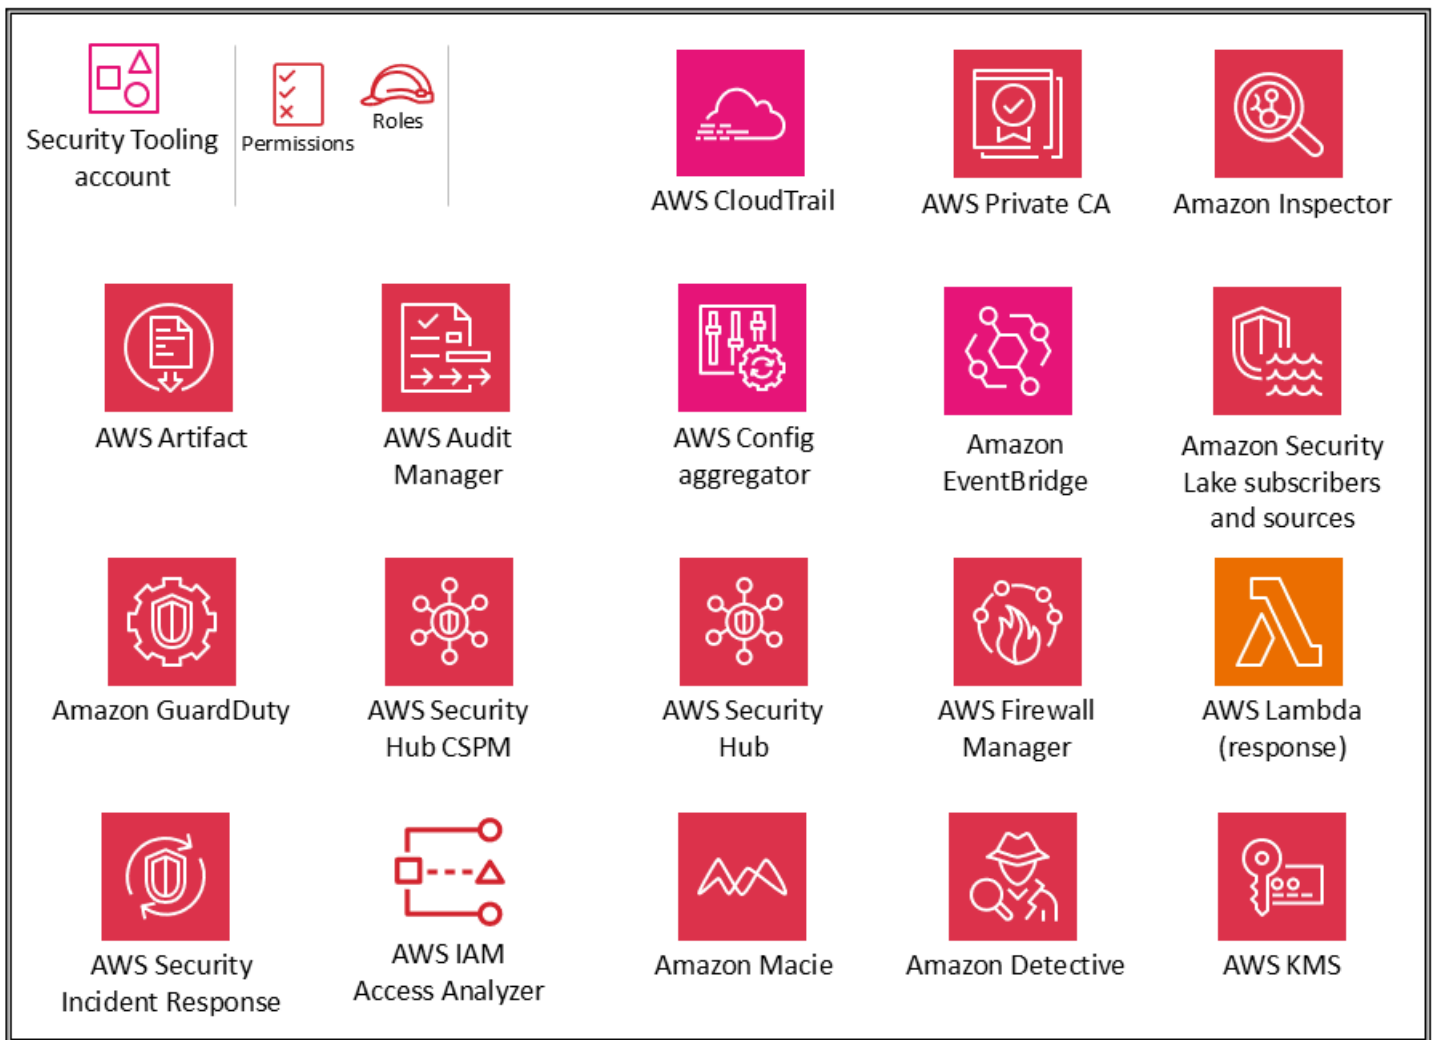 Security Tooling
account
Permissions
Roles
AWS CloudTrail
AWS Private CA
Amazon Inspector
AWS Artifact
AWS Audit
Manager
AWS Config
aggregator
Amazon
EventBridge
Amazon Security
Lake subscribers
and sources
Amazon GuardDuty
AWS Security
Hub CSPM
AWS Security
Hub
AWS Firewall
Manager
AWS Lambda
(response)
AWS Security
Incident Response
AWS IAM
Access Analyzer
Amazon Macie
Amazon Detective
AWS KMS